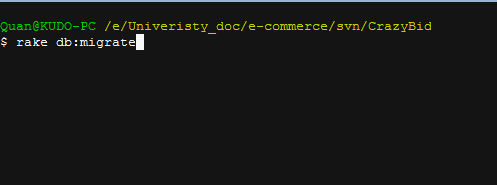 Quan@KUDO-PC /e/Univeristy_doc/e-commerce/svn/CrazyBid
$ rake db:migrate